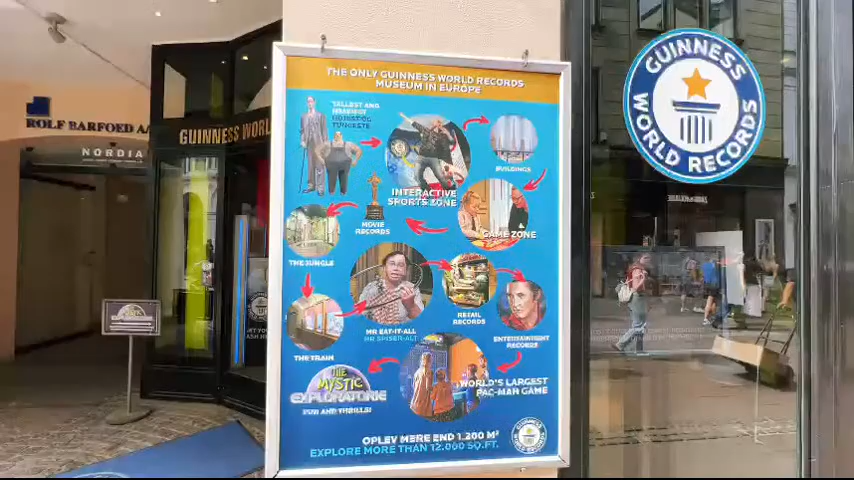 ROLF BARFOED A
NORDIA
GUINNESS WORL
THE ONLY GUINNESS WORLD RECORDS
MUSEUM IN EUROPE
TALLEST AND
BUILDINGS
INTERACTIVE
SPORTS ZONE
MOVIE
RECORDS
GAME ZONE
THE JUNGLE
MR EAT-IT-ALL
MR SPISER-ALT
RETAIL
RECORDS
ENTERTAINMENT
RECORDS
THE TRAIN
WORLD'S LARGEST
PAC-MAN GAME
THE
MYSTIC
EXPLORATORIE
FUN AND THRILLS!
OPLEV MERE END 1.200 M²
EXPLORE MORE THAN 12.000 SQ.FT.
GUINNESS
WORLD RECORDS